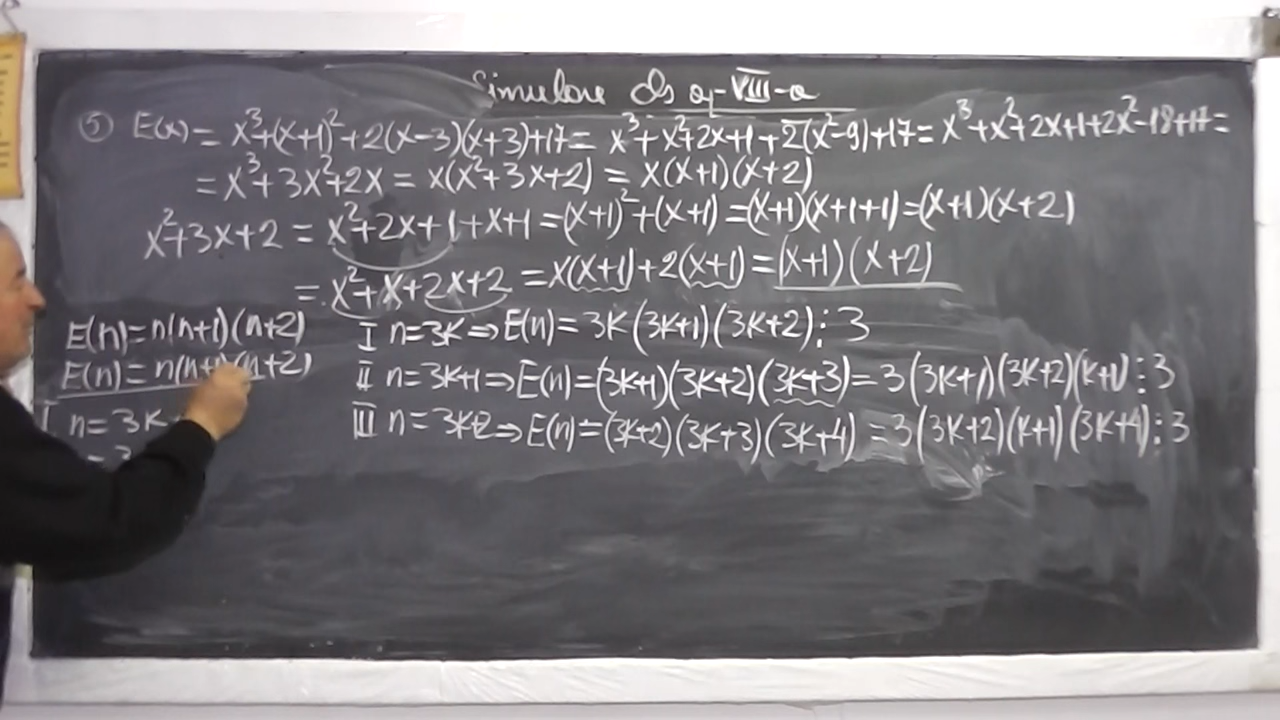 Simulare cls a-VIII-a
⑤ E(x) = x³+(x+1)²+2(x-3)(x+3)+17= x³+x²+2x+1+2(x²-9)+17= x³+x²+2x+1+2x²-18+17=
= x³+3x²+2x = x(x²+3x+2) = x(x+1)(x+2)
x²+3x+2 = x²+2x+1+x+1 =(x+1)²+(x+1) =(x+1)(x+1+1)=(x+1)(x+2)
= x²+x+2x+2 =x(x+1)+2(x+1) =(x+1)(x+2)
E(n)=n(n+1)(n+2)
E(n)=n(n+1)(n+2)
I n=3k
I n=3k⇒E(n)=3k(3k+1)(3k+2)⋮3
II n=3k+1⇒E(n)=(3k+1)(3k+2)(3k+3)=3(3k+1)(3k+2)(k+1)⋮3
III n=3k+2⇒E(n)=(3k+2)(3k+3)(3k+4)=3(3k+2)(k+1)(3k+4)⋮3